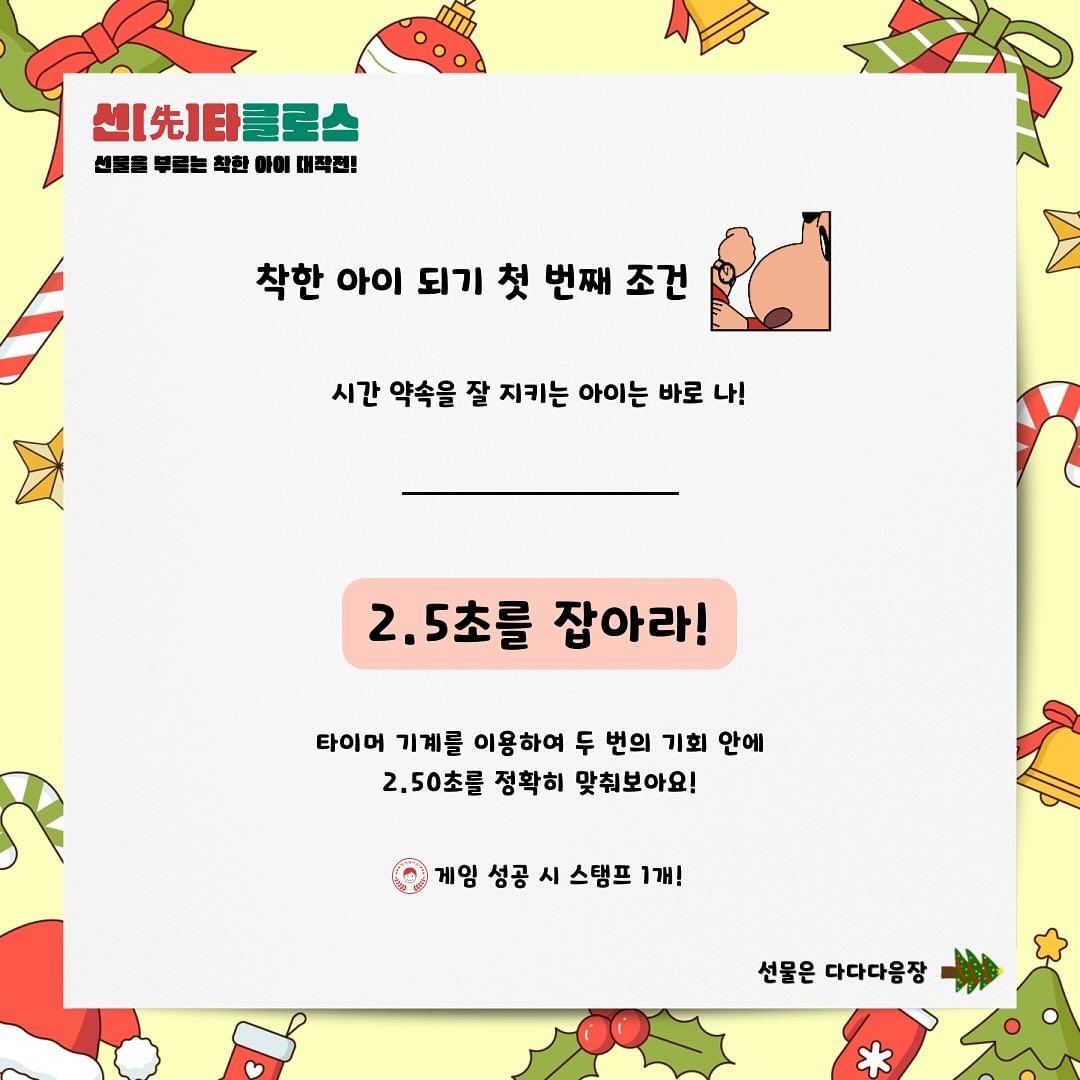 선[先]타클로스
선물을 부르는 착한 아이 대작전!
착한 아이 되기 첫 번째 조건
시간 약속을 잘 지키는 아이는 바로 나!
2.5초를 잡아라!
타이머 기계를 이용하여 두 번의 기회 안에
2.50초를 정확히 맞춰보아요!
게임 성공 시 스탬프 1개!
선물은 다다다음장